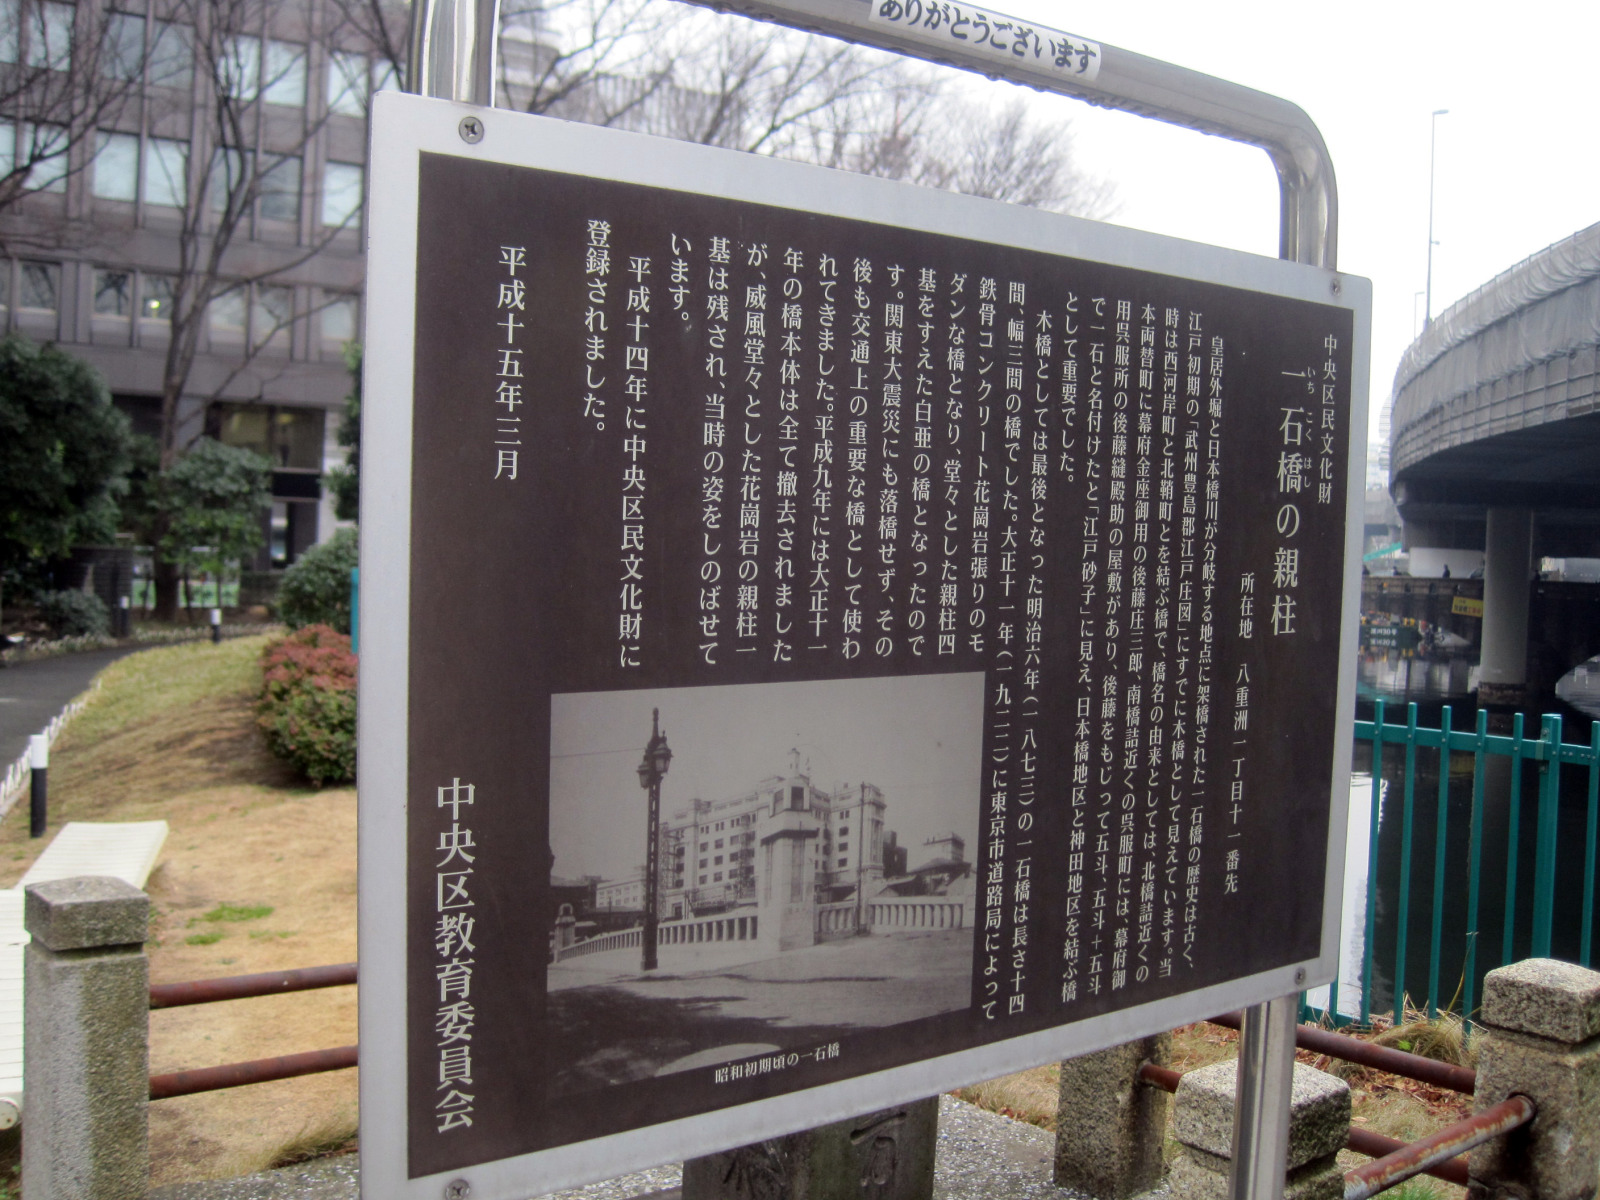 ありがとうございます
中央区民文化財
一石橋の親柱
いちこくはし
所在地 八重洲一丁目十一番先
皇居外堀と日本橋川が分岐する地点に架橋された一石橋の歴史は古く、
江戸初期の「武州豊島郡江戸庄図」にすでに木橋として見えています。当
時は西河岸町と北鞘町とを結ぶ橋で、橋名の由来としては、北橋詰近くの
本両替町に幕府金座御用の後藤庄三郎、南橋詰近くの呉服町には、幕府御
用呉服所の後藤縫殿助の屋敷があり、後藤をもじって五斗、五斗+五斗
で一石と名付けたと「江戸砂子」に見え、日本橋地区と神田地区を結ぶ橋
として重要でした。
木橋としては最後となった明治六年(一八七三)の一石橋は長さ十四
間、幅三間の橋でした。大正十一年(一九二二)に東京市道路局によって
鉄骨コンクリート花崗岩張りのモ
ダンな橋となり、堂々とした親柱四
基をすえた白亜の橋となったので
す。関東大震災にも落橋せず、その
後も交通上の重要な橋として使わ
れてきました。平成九年には大正十一
年の橋本体は全て撤去されました
が、威風堂々とした花崗岩の親柱一
基は残され、当時の姿をしのばせて
います。
平成十四年に中央区民文化財に
登録されました。
平成十五年三月
中央区教育委員会
昭和初期頃の一石橋